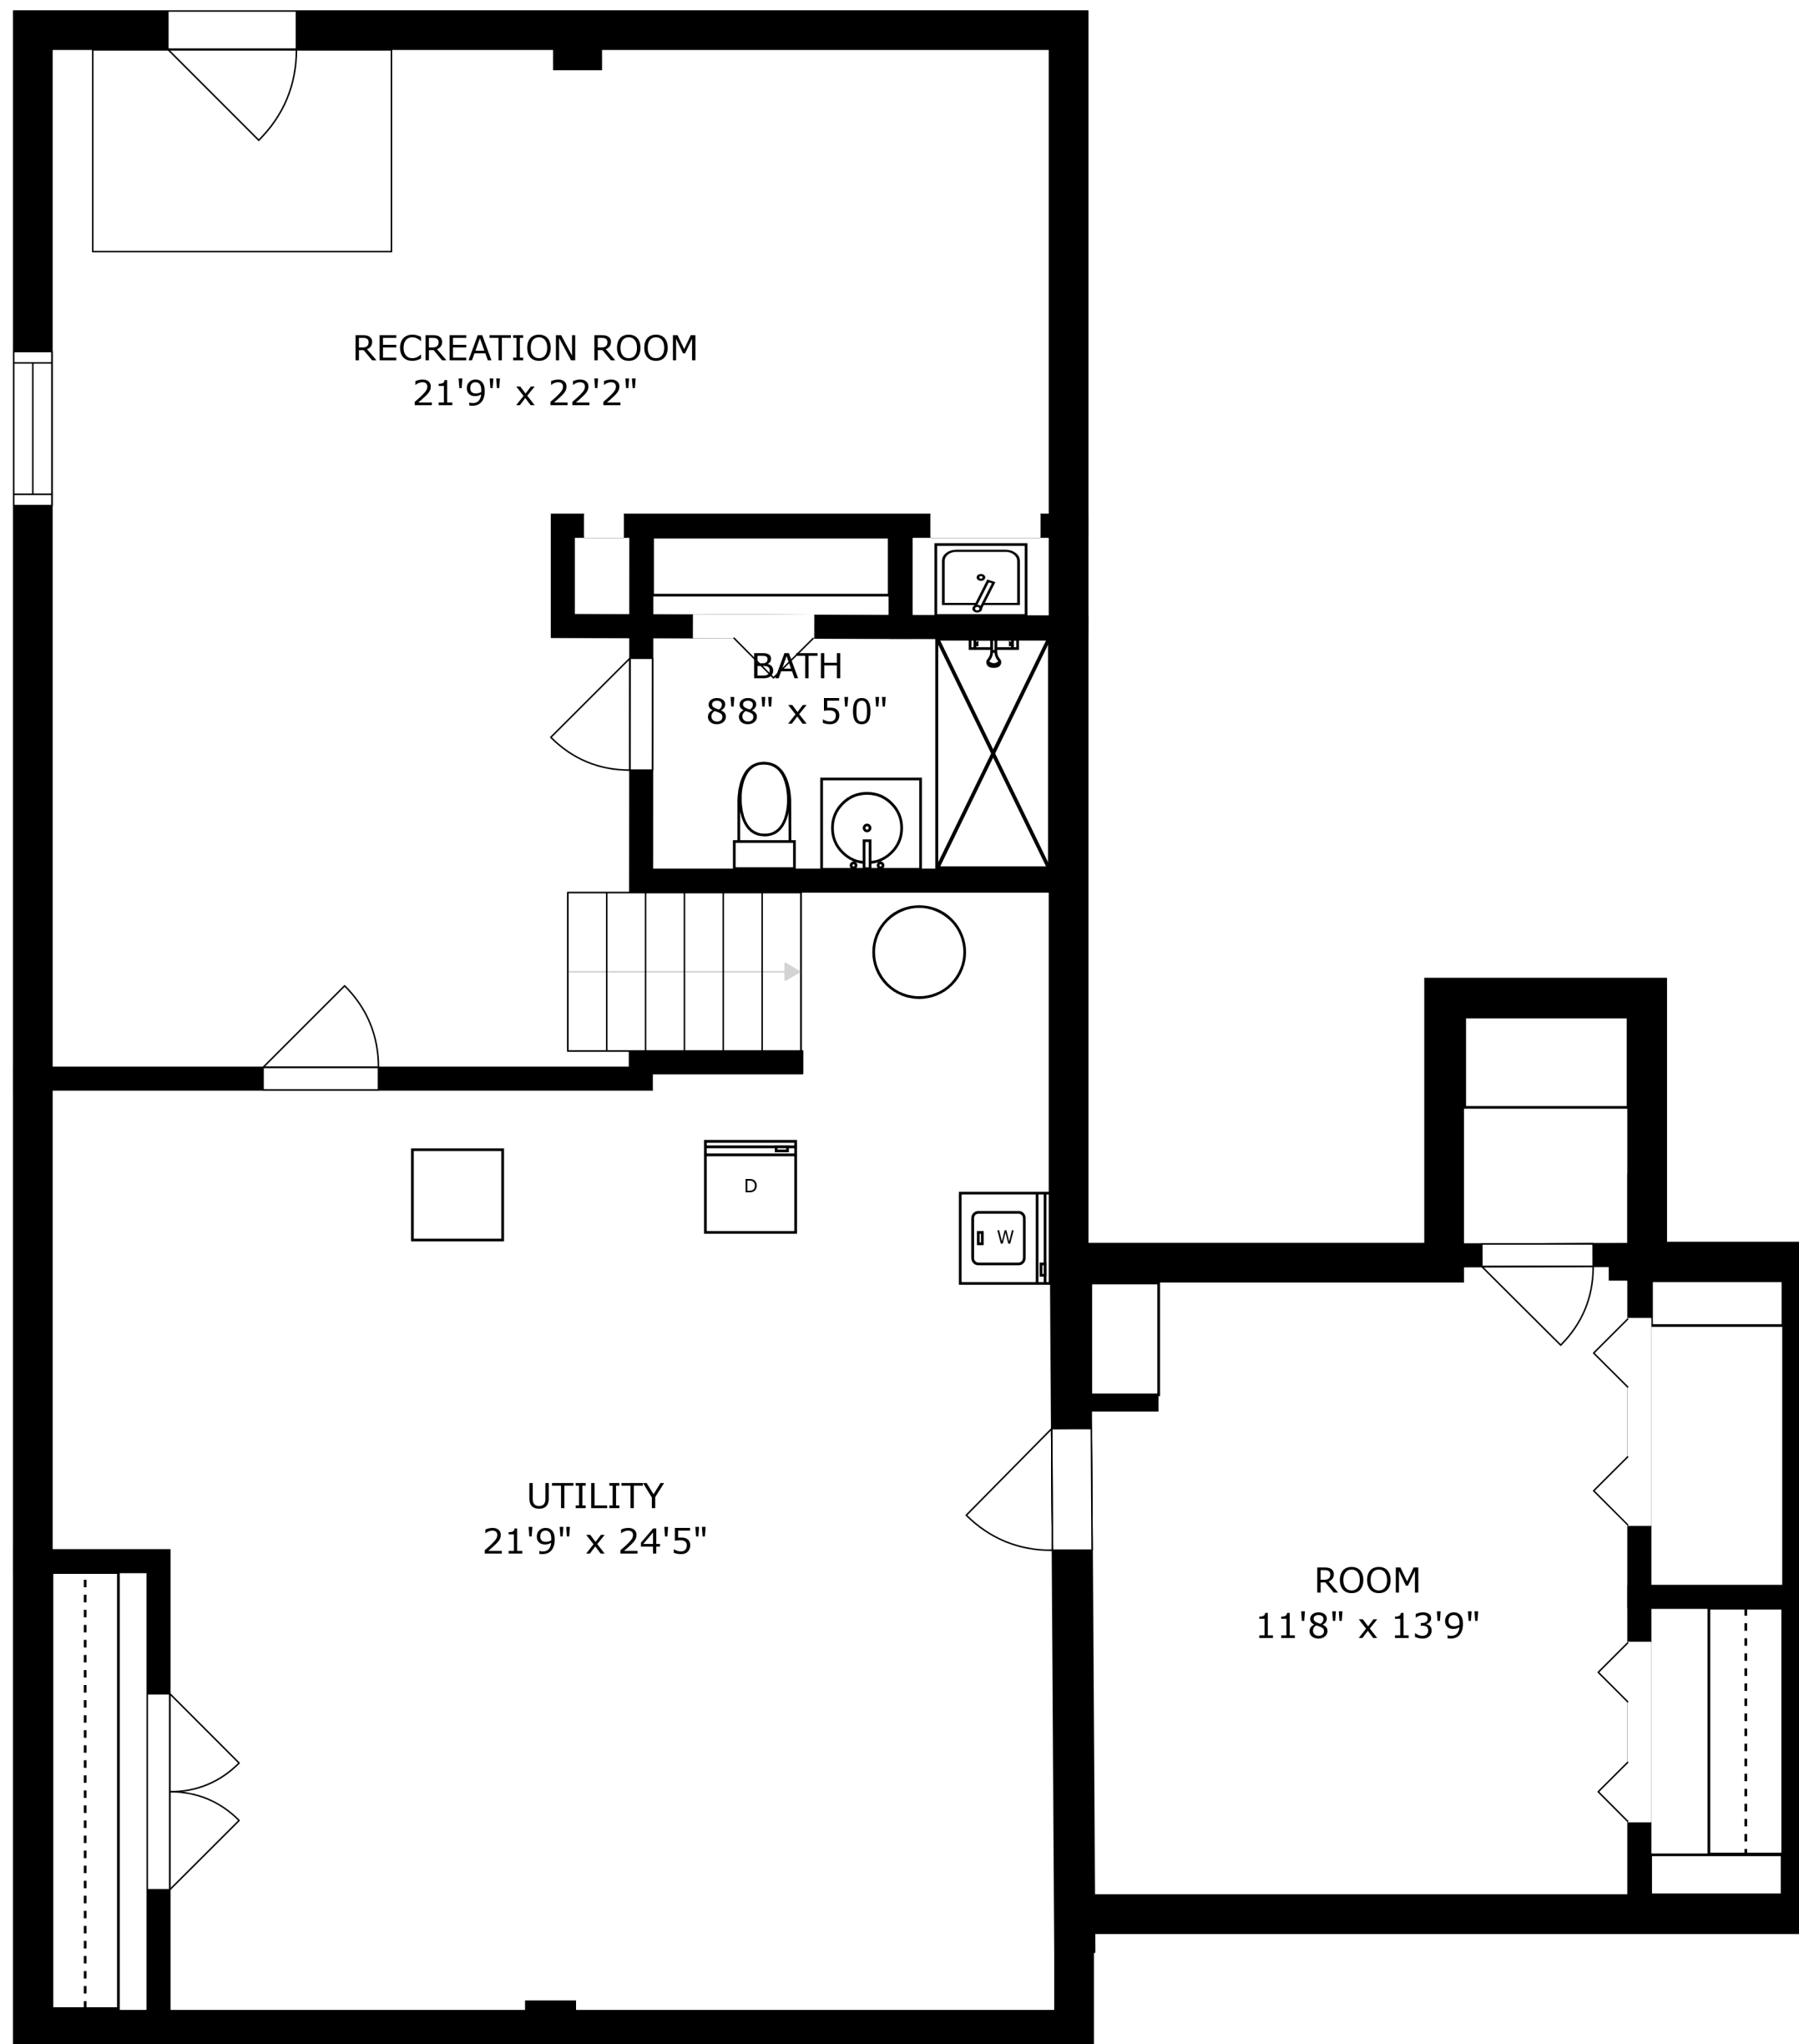 RECREATION ROOM
21'9" x 22'2"
BATH
8'8" x 5'0"
D
W
UTILITY
21'9" x 24'5"
ROOM
11'8" x 13'9"